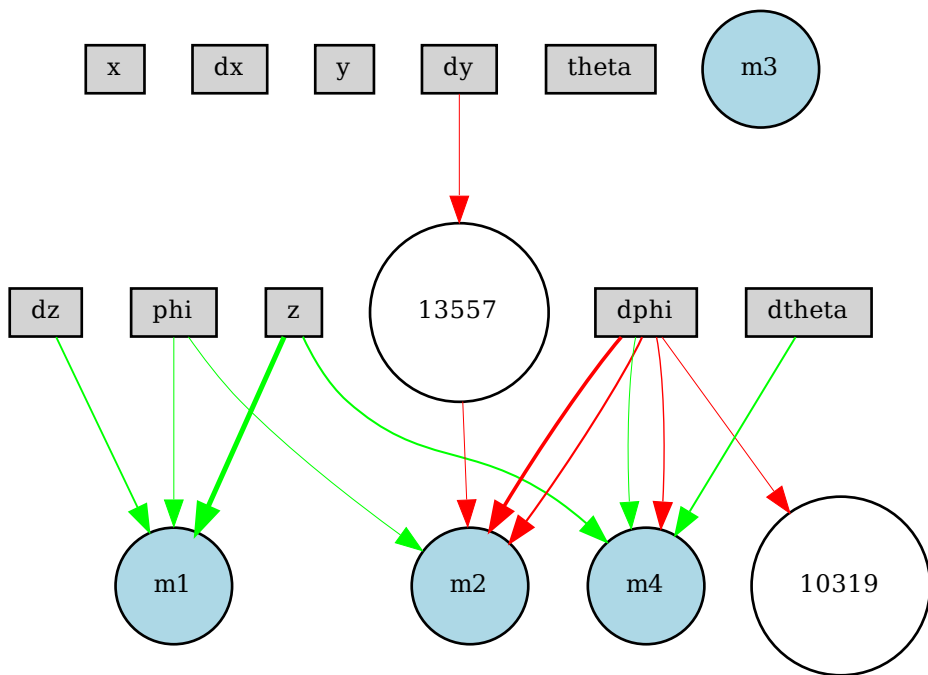 x
dx
y
dy
theta
m3
dz
phi
z
13557
dphi
dtheta
m1
m2
m4
10319